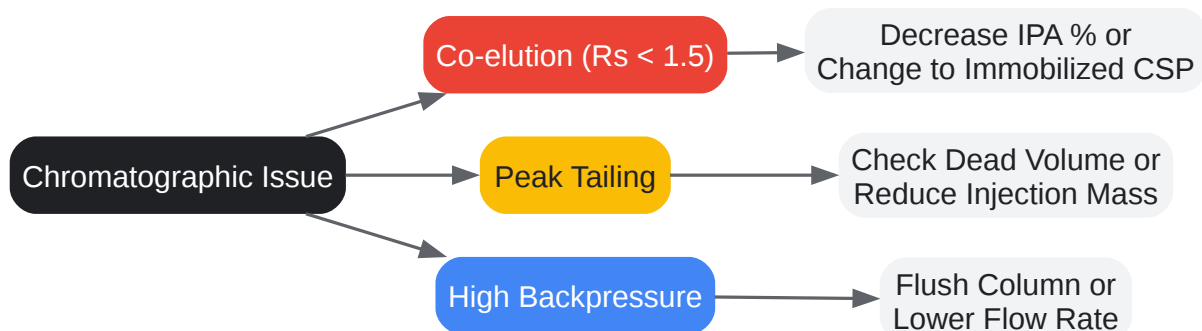 Chromatographic Issue
Co-elution (Rs < 1.5)
Decrease IPA % or
Change to Immobilized CSP
Peak Tailing
Check Dead Volume or
Reduce Injection Mass
High Backpressure
Flush Column or
Lower Flow Rate